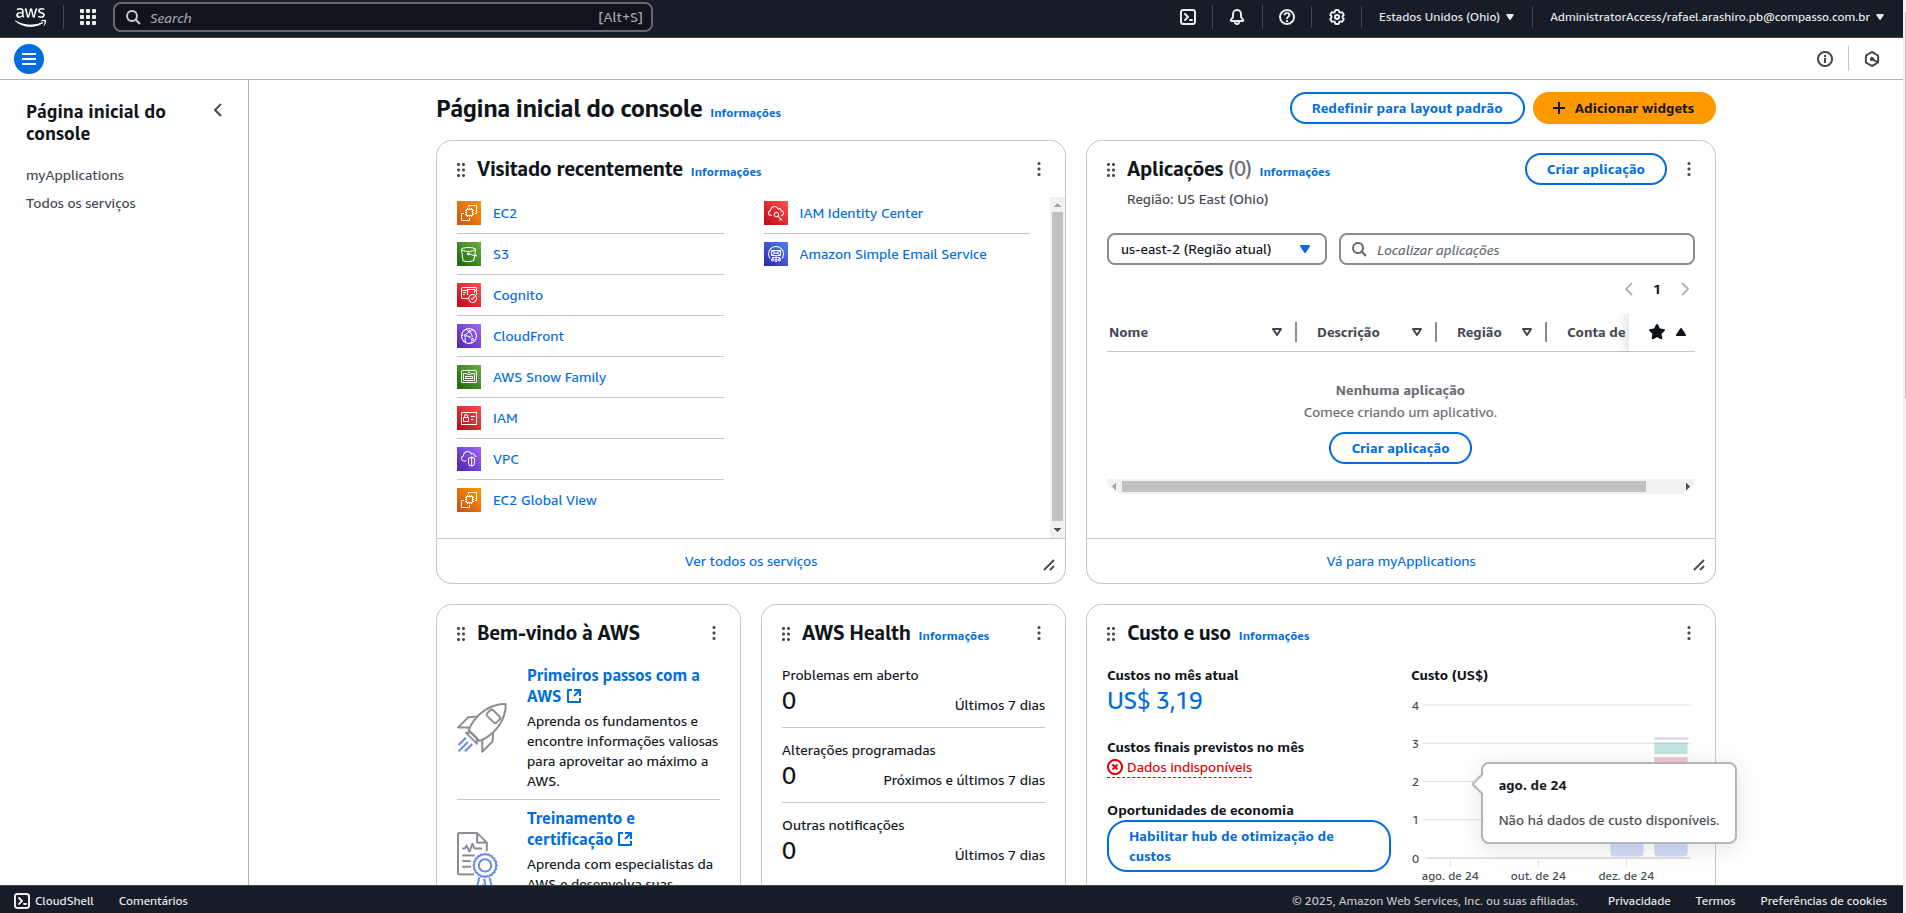 aws
Search
[Alt+S]
Estados Unidos (Ohio)
AdministratorAccess/rafael.arashiro.pb@compasso.com.br
Página inicial do
console
myApplications
Todos os serviços
Página inicial do console Informações
Redefinir para layout padrão
Adicionar widgets
Visitado recentemente Informações
EC2
S3
Cognito
CloudFront
AWS Snow Family
IAM
VPC
EC2 Global View
IAM Identity Center
Amazon Simple Email Service
Ver todos os serviços
Aplicações (0) Informações
Criar aplicação
Região: US East (Ohio)
us-east-2 (Região atual)
Localizar aplicações
1
Nome
Descrição
Região
Conta de
Nenhuma aplicação
Comece criando um aplicativo.
Criar aplicação
Vá para myApplications
Bem-vindo à AWS
Primeiros passos com a
AWS
Aprenda os fundamentos e
encontre informações valiosas
para aproveitar ao máximo a
AWS.
Treinamento e
certificação
Aprenda com especialistas da
AWS e desenvolva suas
AWS Health Informações
Problemas em aberto
0
Últimos 7 dias
Alterações programadas
0
Próximos e últimos 7 dias
Outras notificações
0
Últimos 7 dias
Custo e uso Informações
Custos no mês atual
US$ 3,19
Custos finais previstos no mês
Dados indisponíveis
Oportunidades de economia
Habilitar hub de otimização de
custos
Custo (US$)
4
3
2
1
0
ago. de 24
Não há dados de custo disponíveis.
ago. de 24
out. de 24
dez. de 24
CloudShell
Comentários
© 2025, Amazon Web Services, Inc. ou suas afiliadas.
Privacidade
Termos
Preferências de cookies